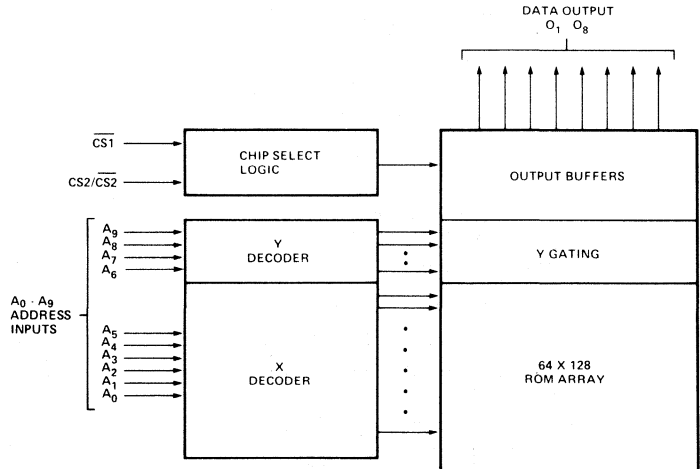 DATA OUTPUT
O1 O8
CS1
CS2/CS2
CHIP SELECT
LOGIC
OUTPUT BUFFERS
A9
A8
A7
A6
Y
DECODER
Y GATING
A0 · A9
ADDRESS
INPUTS
A5
A4
A3
A2
A1
A0
X
DECODER
64 X 128
ROM ARRAY